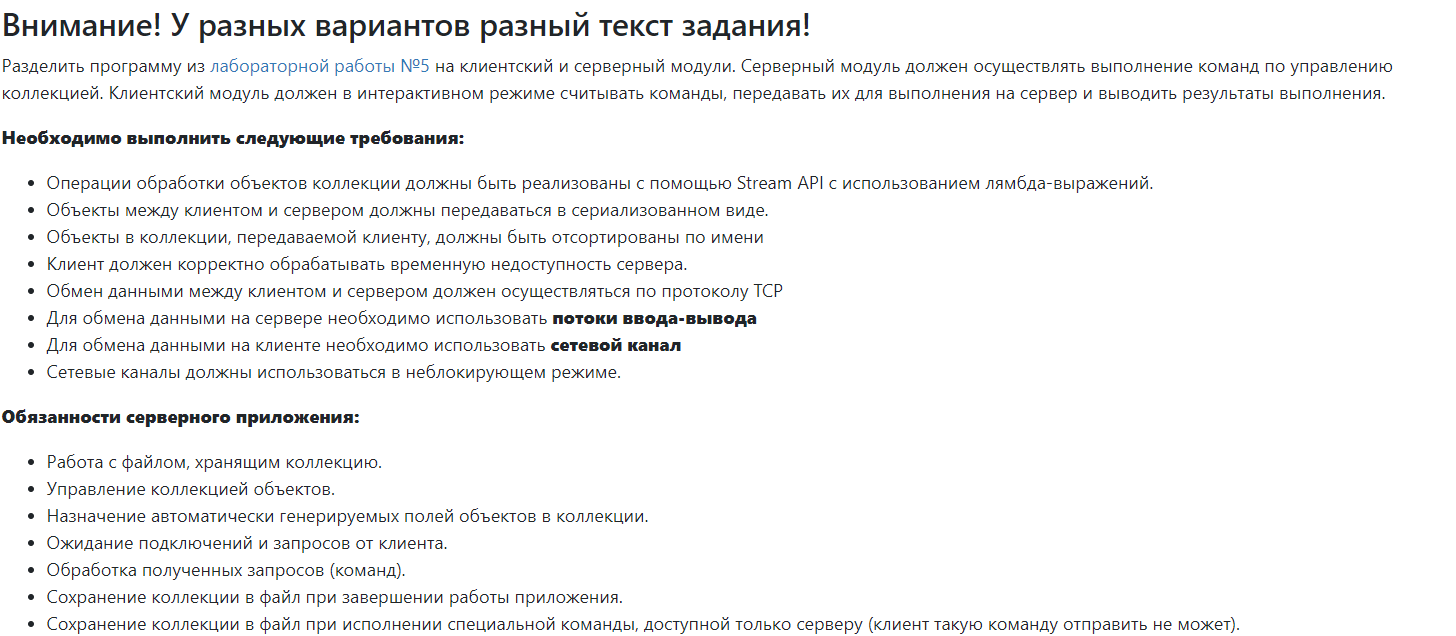 Внимание! У разных вариантов разный текст задания!
Разделить программу из лабораторной работы №5 на клиентский и серверный модули. Серверный модуль должен осуществлять выполнение команд по управлению
коллекцией. Клиентский модуль должен в интерактивном режиме считывать команды, передавать их для выполнения на сервер и выводить результаты выполнения.
Необходимо выполнить следующие требования:
• Операции обработки объектов коллекции должны быть реализованы с помощью Stream API с использованием лямбда-выражений.
• Объекты между клиентом и сервером должны передаваться в сериализованном виде.
• Объекты в коллекции, передаваемой клиенту, должны быть отсортированы по имени
• Клиент должен корректно обрабатывать временную недоступность сервера.
• Обмен данными между клиентом и сервером должен осуществляться по протоколу TCP
• Для обмена данными на сервере необходимо использовать потоки ввода-вывода
• Для обмена данными на клиенте необходимо использовать сетевой канал
• Сетевые каналы должны использоваться в неблокирующем режиме.
Обязанности серверного приложения:
• Работа с файлом, хранящим коллекцию.
• Управление коллекцией объектов.
• Назначение автоматически генерируемых полей объектов в коллекции.
• Ожидание подключений и запросов от клиента.
• Обработка полученных запросов (команд).
• Сохранение коллекции в файл при завершении работы приложения.
• Сохранение коллекции в файл при исполнении специальной команды, доступной только серверу (клиент такую команду отправить не может).